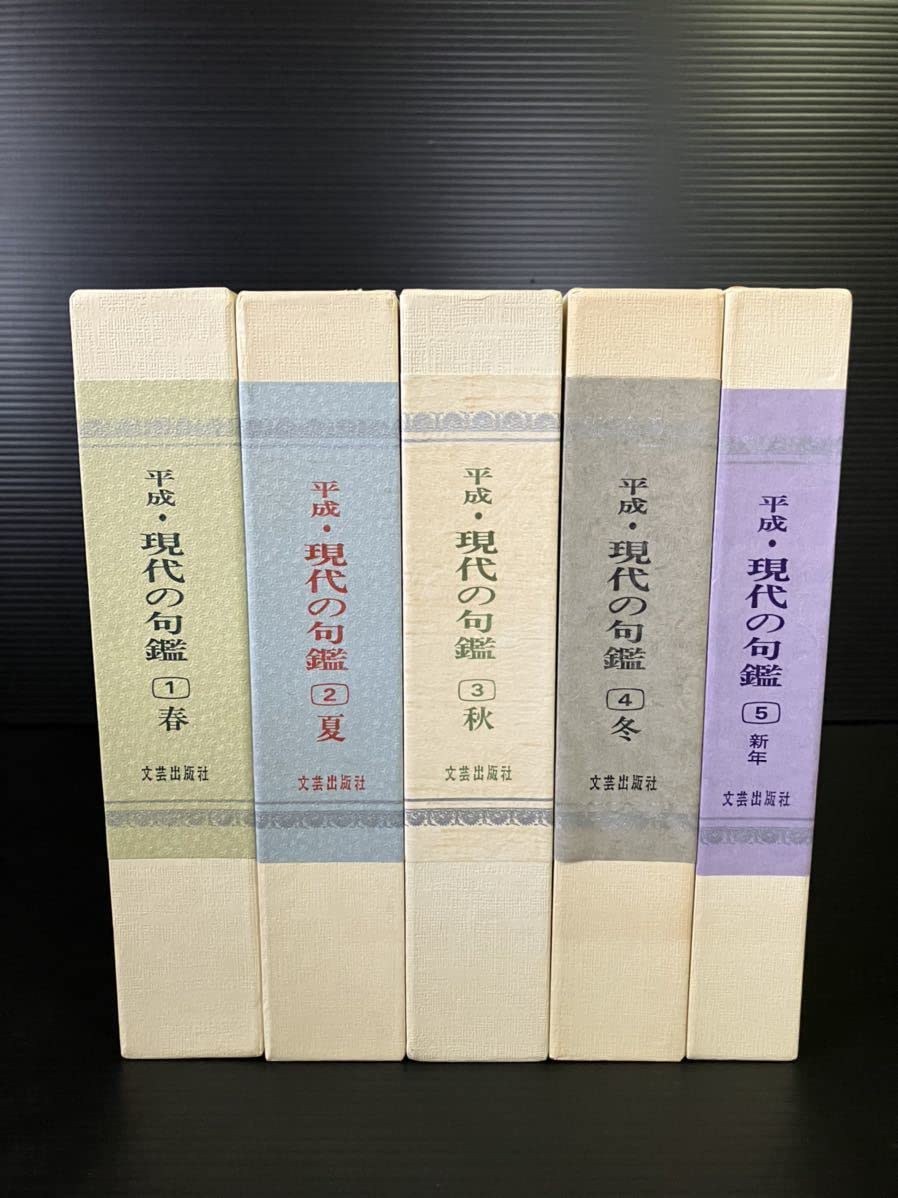 平成・現代の句鑑 1 春
文芸出版社
平成・現代の句鑑 2 夏
文芸出版社
平成・現代の句鑑 3 秋
文芸出版社
平成・現代の句鑑 4 冬
文芸出版社
平成・現代の句鑑 5 新年
文芸出版社